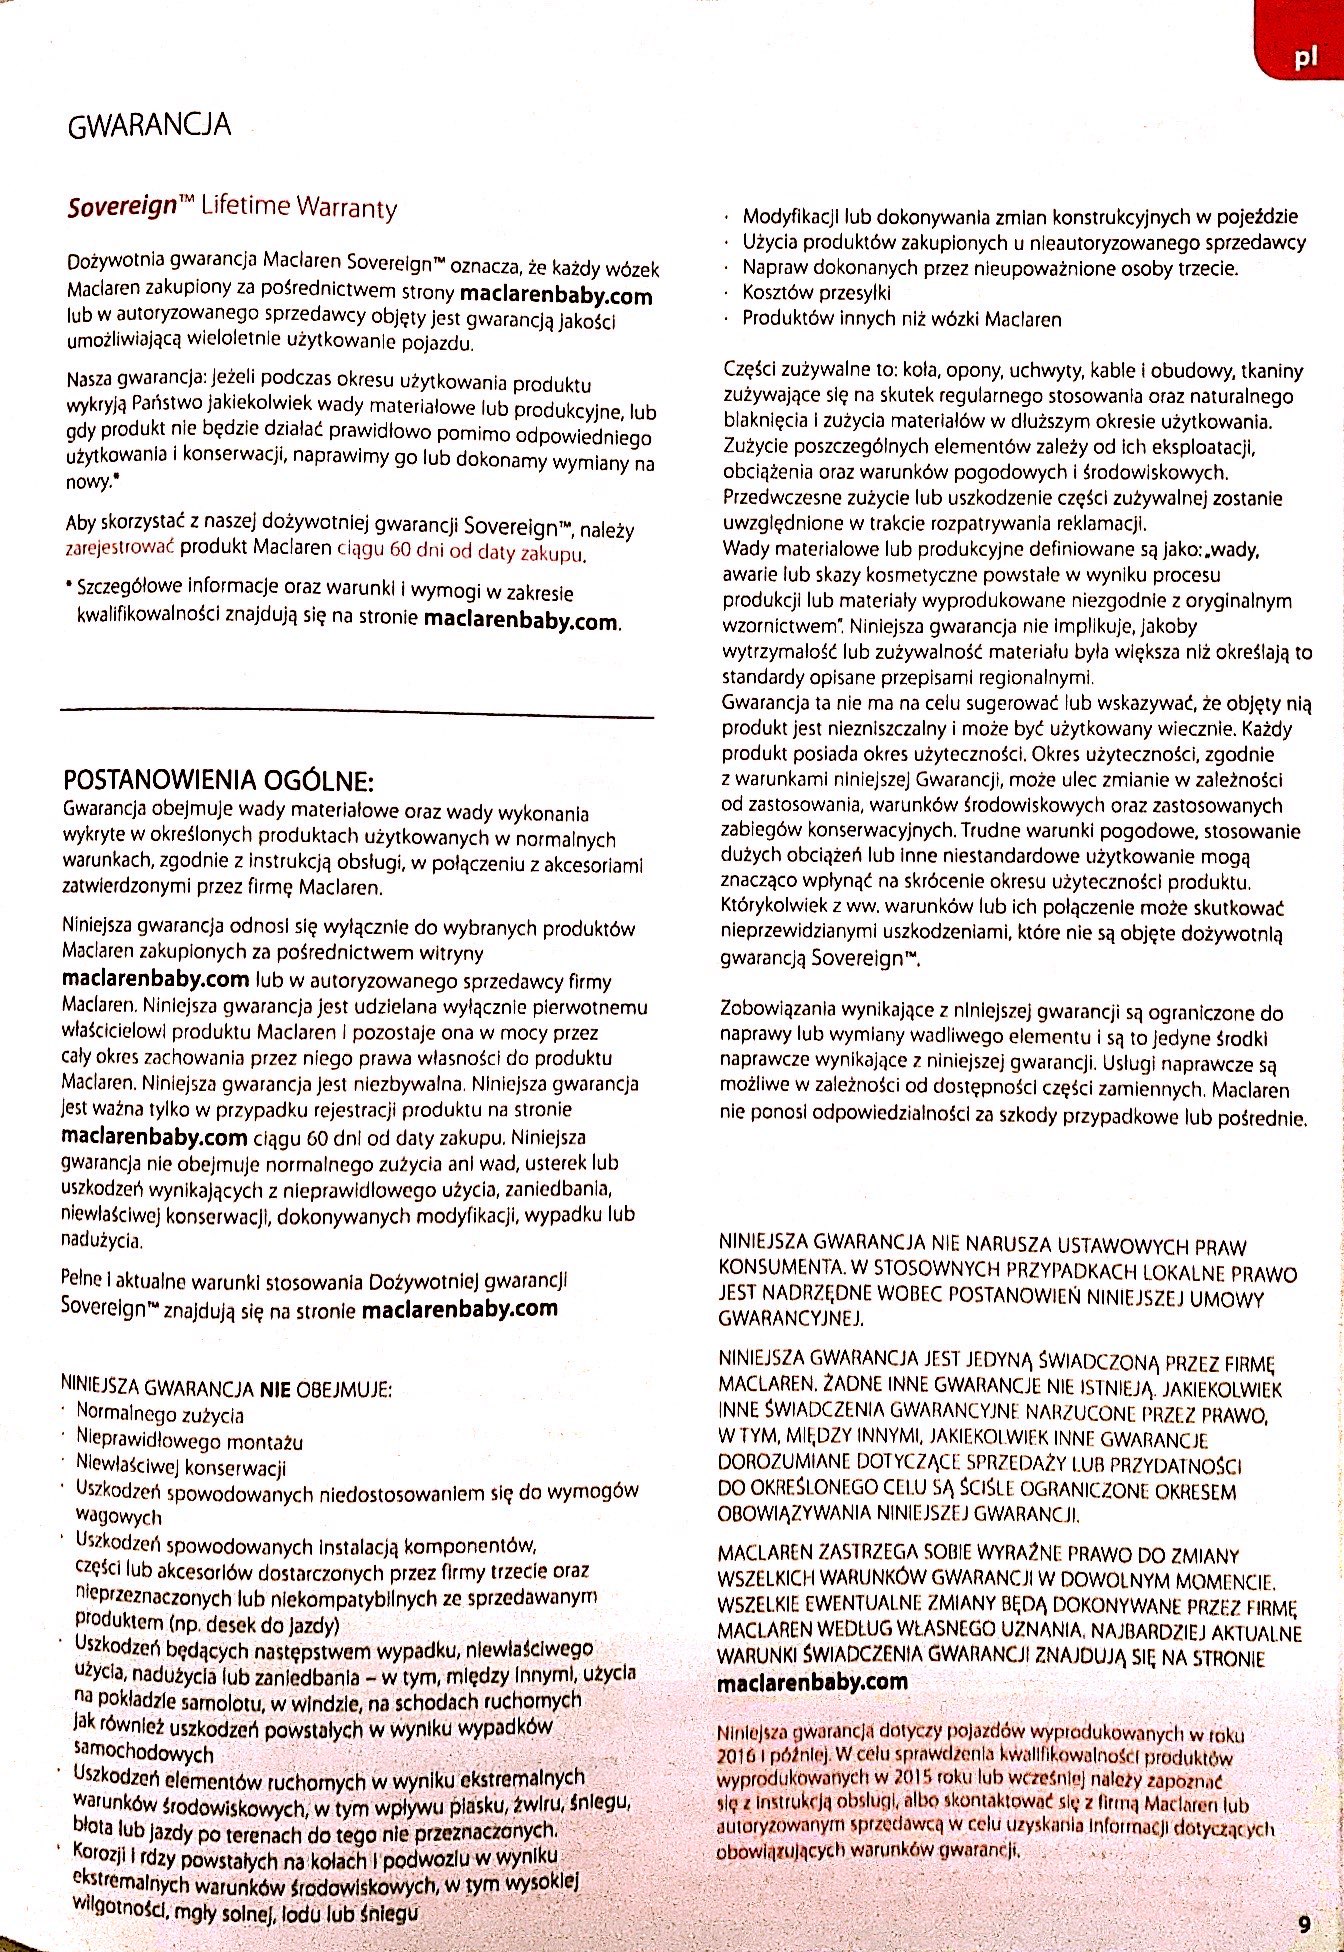 pl
GWARANCJA
Sovereign™ Lifetime Warranty
Dożywotnia gwarancja Maclaren Sovereign™ oznacza, że każdy wózek
Maclaren zakupiony za pośrednictwem strony maclarenbaby.com
lub w autoryzowanego sprzedawcy objęty jest gwarancją jakości
umożliwiającą wieloletnie użytkowanie pojazdu.
Nasza gwarancja: Jeżeli podczas okresu użytkowania produktu
wykryją Państwo jakiekolwiek wady materiałowe lub produkcyjne, lub
gdy produkt nie będzie działać prawidłowo pomimo odpowiedniego
użytkowania i konserwacji, naprawimy go lub dokonamy wymiany na
nowy.*
Aby skorzystać z naszej dożywotniej gwarancji Sovereign™, należy
zarejestrować produkt Maclaren ciągu 60 dni od daty zakupu.
* Szczegółowe informacje oraz warunki i wymogi w zakresie
kwalifikowalności znajdują się na stronie maclarenbaby.com.
POSTANOWIENIA OGÓLNE:
Gwarancja obejmuje wady materiałowe oraz wady wykonania
wykryte w określonych produktach użytkowanych w normalnych
warunkach, zgodnie z instrukcją obsługi, w połączeniu z akcesoriami
zatwierdzonymi przez firmę Maclaren.
Niniejsza gwarancja odnosi się wyłącznie do wybranych produktów
Maclaren zakupionych za pośrednictwem witryny
maclarenbaby.com lub w autoryzowanego sprzedawcy firmy
Maclaren. Niniejsza gwarancja jest udzielana wyłącznie pierwotnemu
właścicielowi produktu Maclaren i pozostaje ona w mocy przez
cały okres zachowania przez niego prawa własności do produktu
Maclaren. Niniejsza gwarancja jest niezbywalna. Niniejsza gwarancja
jest ważna tylko w przypadku rejestracji produktu na stronie
maclarenbaby.com ciągu 60 dni od daty zakupu. Niniejsza
gwarancja nie obejmuje normalnego zużycia ani wad, usterek lub
uszkodzeń wynikających z nieprawidłowego użycia, zaniedbania,
niewłaściwej konserwacji, dokonywanych modyfikacji, wypadku lub
nadużycia.
Pełne i aktualne warunki stosowania Dożywotniej gwarancji
Sovereign™ znajdują się na stronie maclarenbaby.com
NINIEJSZA GWARANCJA NIE OBEJMUJE:
· Normalnego zużycia
· Nieprawidłowego montażu
· Niewłaściwej konserwacji
· Uszkodzeń spowodowanych niedostosowaniem się do wymogów
wagowych
· Uszkodzeń spowodowanych instalacją komponentów,
części lub akcesoriów dostarczonych przez firmy trzecie oraz
nieprzeznaczonych lub niekompatybilnych ze sprzedawanym
produktem (np. desek do jazdy)
· Uszkodzeń będących następstwem wypadku, niewłaściwego
użycia, nadużycia lub zaniedbania – w tym, między innymi, użycia
na pokładzie samolotu, w windzie, na schodach ruchomych
jak również uszkodzeń powstałych w wyniku wypadków
samochodowych
· Uszkodzeń elementów ruchomych w wyniku ekstremalnych
warunków środowiskowych, w tym wpływu piasku, żwiru, śniegu,
błota lub jazdy po terenach do tego nie przeznaczonych.
· Korozji i rdzy powstałych na kołach i podwoziu w wyniku
ekstremalnych warunków środowiskowych, w tym wysokiej
wilgotności, mgły solnej, lodu lub śniegu
· Modyfikacji lub dokonywania zmian konstrukcyjnych w pojeździe
· Użycia produktów zakupionych u nieautoryzowanego sprzedawcy
· Napraw dokonanych przez nieupoważnione osoby trzecie.
· Kosztów przesyłki
· Produktów innych niż wózki Maclaren
Części zużywalne to: koła, opony, uchwyty, kable i obudowy, tkaniny
zużywające się na skutek regularnego stosowania oraz naturalnego
blaknięcia i zużycia materiałów w dłuższym okresie użytkowania.
Zużycie poszczególnych elementów zależy od ich eksploatacji,
obciążenia oraz warunków pogodowych i środowiskowych.
Przedwczesne zużycie lub uszkodzenie części zużywalnej zostanie
uwzględnione w trakcie rozpatrywania reklamacji.
Wady materiałowe lub produkcyjne definiowane są jako: „wady,
awarie lub skazy kosmetyczne powstałe w wyniku procesu
produkcji lub materiały wyprodukowane niezgodnie z oryginalnym
wzornictwem”. Niniejsza gwarancja nie implikuje, jakoby
wytrzymałość lub zużywalność materiału była większa niż określają to
standardy opisane przepisami regionalnymi.
Gwarancja ta nie ma na celu sugerować lub wskazywać, że objęty nią
produkt jest niezniszczalny i może być użytkowany wiecznie. Każdy
produkt posiada okres użyteczności. Okres użyteczności, zgodnie
z warunkami niniejszej Gwarancji, może ulec zmianie w zależności
od zastosowania, warunków środowiskowych oraz zastosowanych
zabiegów konserwacyjnych. Trudne warunki pogodowe, stosowanie
dużych obciążeń lub inne niestandardowe użytkowanie mogą
znacząco wpłynąć na skrócenie okresu użyteczności produktu.
Którykolwiek z ww. warunków lub ich połączenie może skutkować
nieprzewidzianymi uszkodzeniami, które nie są objęte dożywotnią
gwarancją Sovereign™.
Zobowiązania wynikające z niniejszej gwarancji są ograniczone do
naprawy lub wymiany wadliwego elementu i są to jedyne środki
naprawcze wynikające z niniejszej gwarancji. Usługi naprawcze są
możliwe w zależności od dostępności części zamiennych. Maclaren
nie ponosi odpowiedzialności za szkody przypadkowe lub pośrednie.
NINIEJSZA GWARANCJA NIE NARUSZA USTAWOWYCH PRAW
KONSUMENTA. W STOSOWNYCH PRZYPADKACH LOKALNE PRAWO
JEST NADRZĘDNE WOBEC POSTANOWIEŃ NINIEJSZEJ UMOWY
GWARANCYJNEJ.
NINIEJSZA GWARANCJA JEST JEDYNĄ ŚWIADCZONĄ PRZEZ FIRMĘ
MACLAREN. ŻADNE INNE GWARANCJE NIE ISTNIEJĄ. JAKIEKOLWIEK
INNE ŚWIADCZENIA GWARANCYJNE NARZUCONE PRZEZ PRAWO,
W TYM, MIĘDZY INNYMI, JAKIEKOLWIEK INNE GWARANCJE
DOROZUMIANE DOTYCZĄCE SPRZEDAŻY LUB PRZYDATNOŚCI
DO OKREŚLONEGO CELU SĄ ŚCIŚLE OGRANICZONE OKRESEM
OBOWIĄZYWANIA NINIEJSZEJ GWARANCJI.
MACLAREN ZASTRZEGA SOBIE WYRAŹNE PRAWO DO ZMIANY
WSZELKICH WARUNKÓW GWARANCJI W DOWOLNYM MOMENCIE.
WSZELKIE EWENTUALNE ZMIANY BĘDĄ DOKONYWANE PRZEZ FIRMĘ
MACLAREN WEDŁUG WŁASNEGO UZNANIA. NAJBARDZIEJ AKTUALNE
WARUNKI ŚWIADCZENIA GWARANCJI ZNAJDUJĄ SIĘ NA STRONIE
maclarenbaby.com
Niniejsza gwarancja dotyczy pojazdów wyprodukowanych w roku
2016 i później. W celu sprawdzenia kwalifikowalności produktów
wyprodukowanych w 2015 roku lub wcześniej należy zapoznać
się z instrukcją obsługi, albo skontaktować się z firmą Maclaren lub
autoryzowanym sprzedawcą w celu uzyskania informacji dotyczących
obowiązujących warunków gwarancji.
9